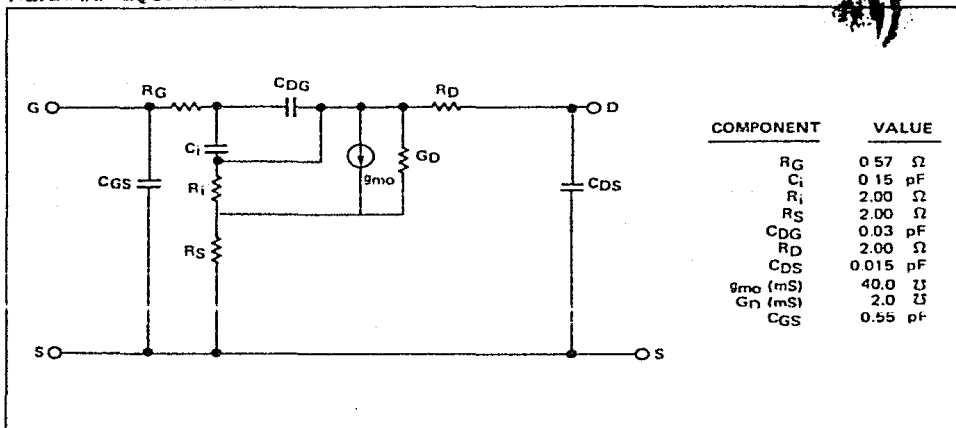 CDG
RG
RD
G
D
Ci
GD
gmo
CGS
Ri
CDS
RS
S
S
COMPONENT VALUE
RG 0 57 Ω
Ci 0 15 pF
Ri 2.00 Ω
RS 2.00 Ω
CDG 0.03 pF
RD 2.00 Ω
CDS 0.015 pF
gmo (mS) 40.0 ℧
GD (mS) 2.0 ℧
CGS 0.55 pF